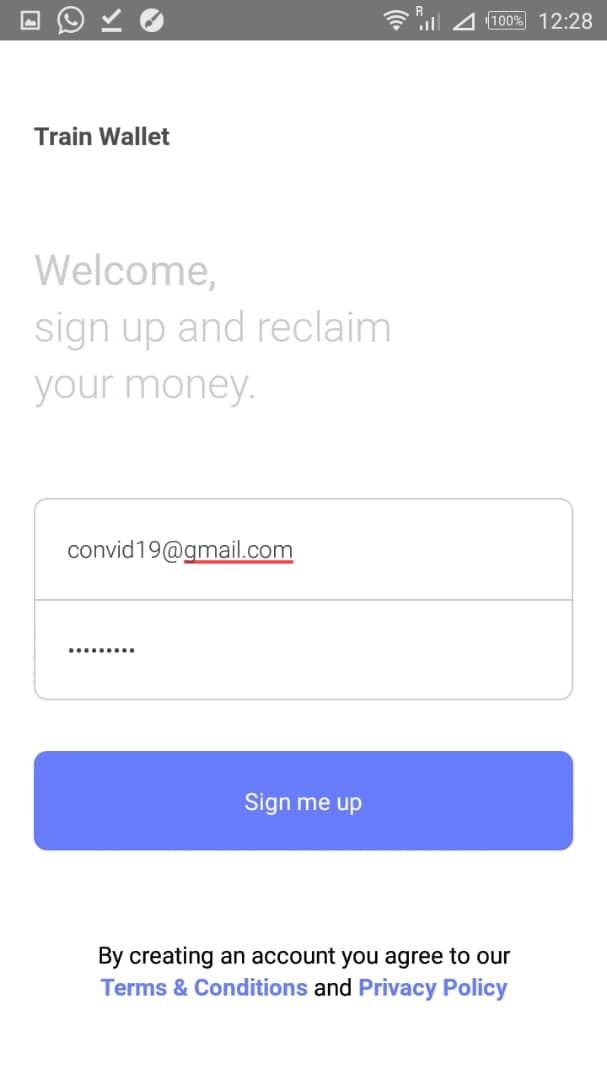 R
100% 12:28
Train Wallet
Welcome,
sign up and reclaim
your money.
convid19@gmail.com
•••••••••
Sign me up
By creating an account you agree to our
Terms & Conditions and Privacy Policy